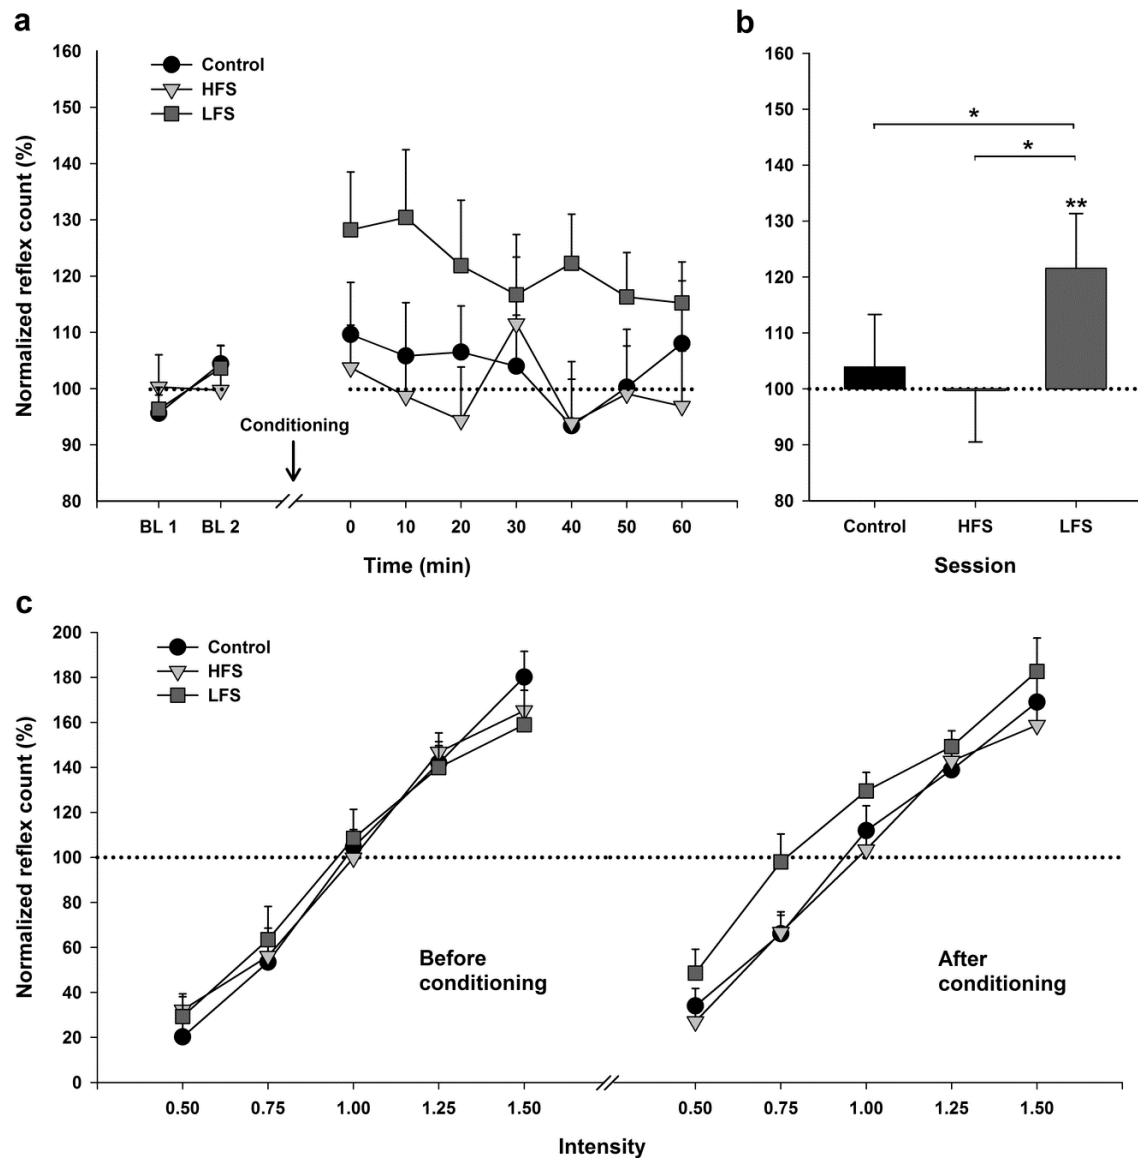 a
160
150
140
130
120
110
100
90
80
Normalized reflex count (%)
Control
HFS
LFS
Conditioning
BL 1 BL 2 0 10 20 30 40 50 60
Time (min)
b
160
150
140
130
120
110
100
90
80
*
*
**
Control HFS LFS
Session
c
200
180
160
140
120
100
80
60
40
20
0
Normalized reflex count (%)
Control
HFS
LFS
Before
conditioning
After
conditioning
0.50 0.75 1.00 1.25 1.50 0.50 0.75 1.00 1.25 1.50
Intensity